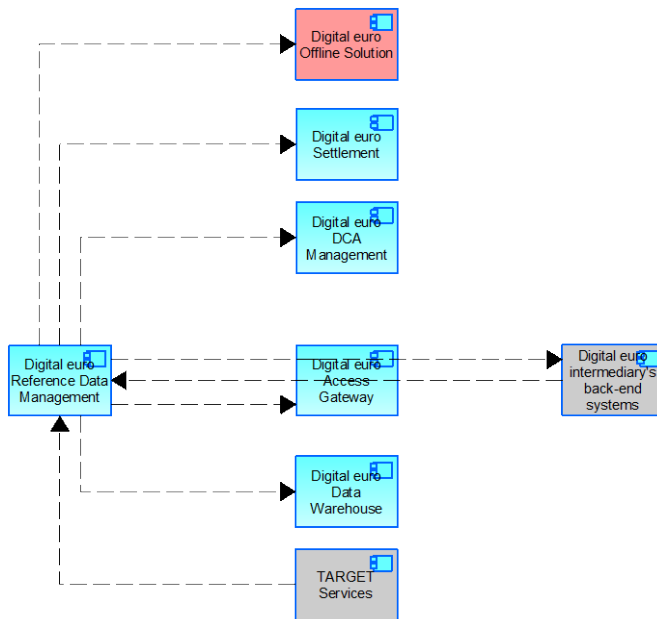 Digital euro
Offline Solution
Digital euro
Settlement
Digital euro
DCA
Management
Digital euro
Reference Data
Management
Digital euro
Access
Gateway
Digital euro
intermediary's
back-end
systems
Digital euro
Data
Warehouse
TARGET
Services